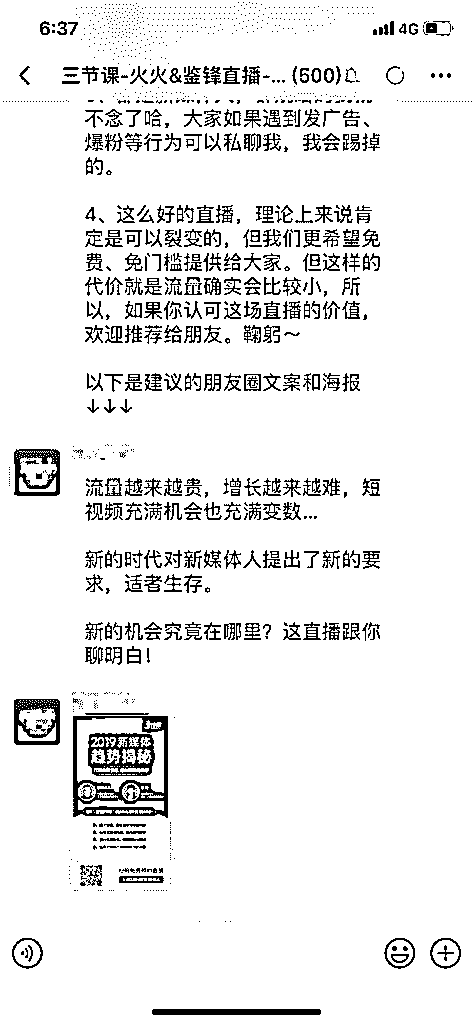 6:37
4G
三节课-火火&鉴锋直播-... (500)
不念了哈，大家如果遇到发广告、
爆粉等行为可以私聊我，我会踢掉
的。
4、这么好的直播，理论上来说肯
定是可以裂变的，但我们更希望免
费、免门槛提供给大家。但这样的
代价就是流量确实会比较小，所
以，如果你认可这场直播的价值，
欢迎推荐给朋友。鞠躬～
以下是建议的朋友圈文案和海报
↓↓↓
流量越来越贵，增长越来越难，短
视频充满机会也充满变数...
新的时代对新媒体人提出了新的要
求，适者生存。
新的机会究竟在哪里？这直播跟你
聊明白！
2019新媒体
趋势揭秘